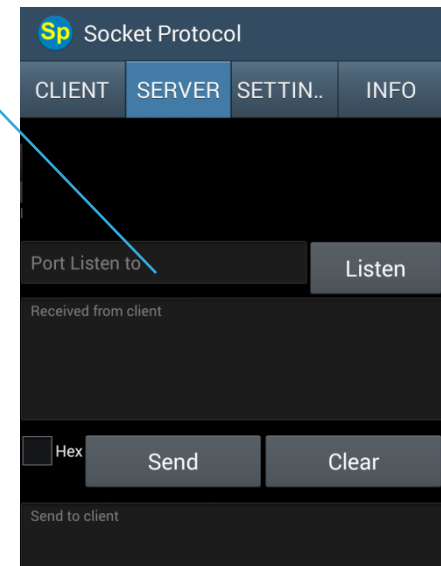 Sp Socket Protocol
CLIENT SERVER SETTIN.. INFO
Port Listen to Listen
Received from client
Hex Send Clear
Send to client